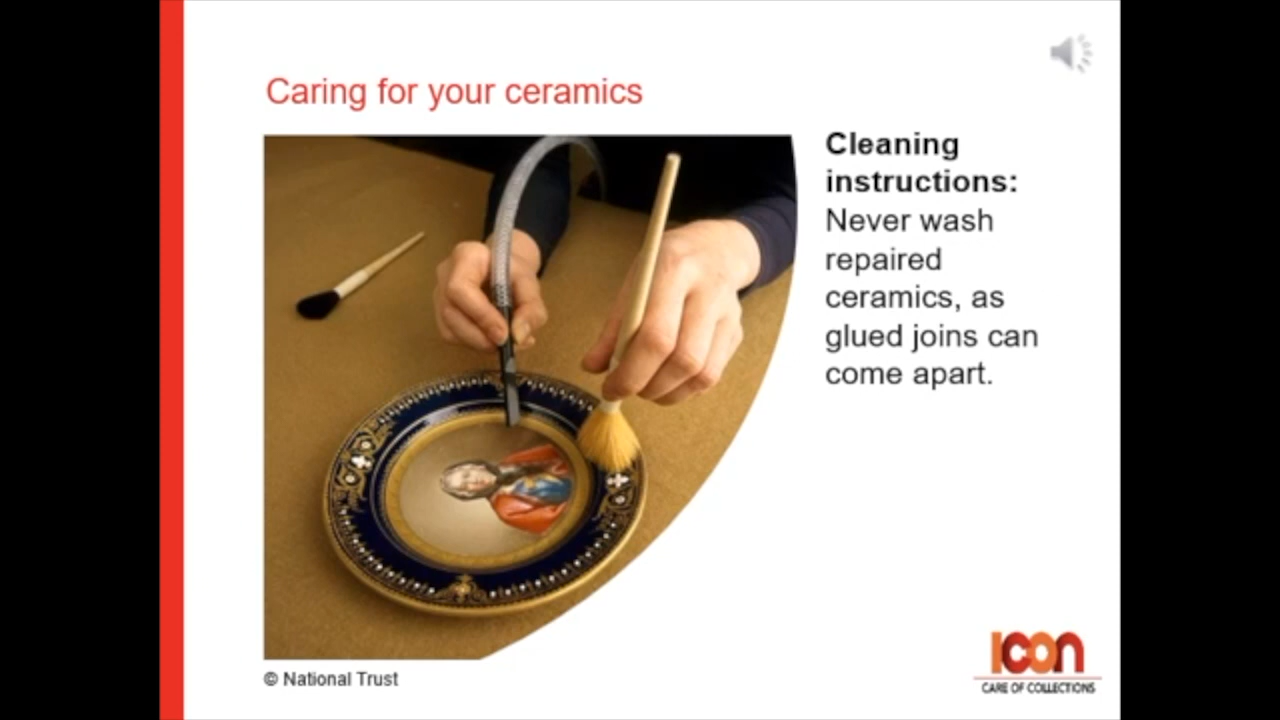 Caring for your ceramics
Cleaning
instructions:
Never wash
repaired
ceramics, as
glued joins can
come apart.
© National Trust
icon
CARE OF COLLECTIONS